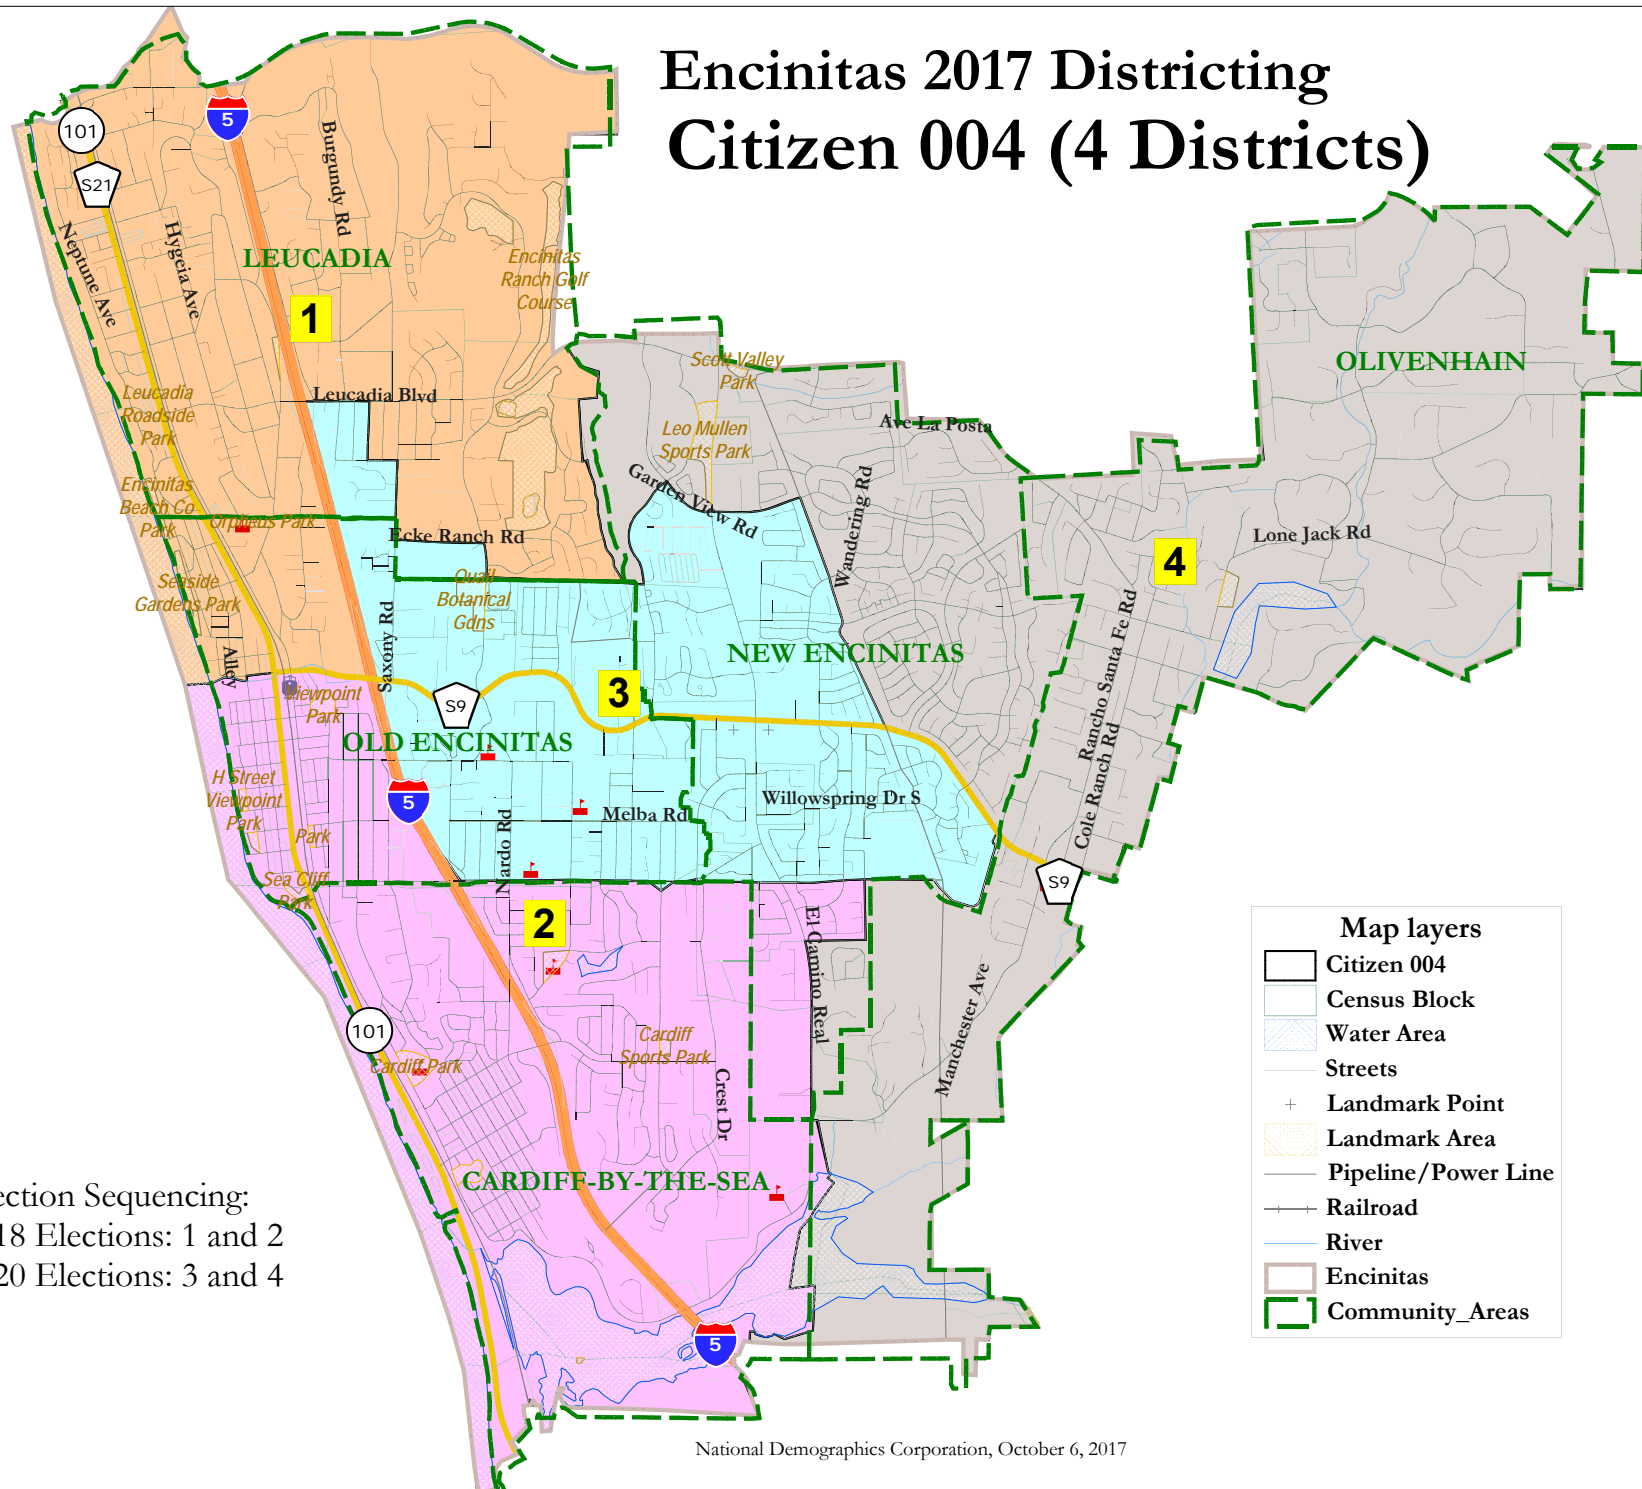 Encinitas 2017 Districting
Citizen 004 (4 Districts)
101
S21
5
Burgundy Rd
Neptune Ave
Hygeia Ave
LEUCADIA
1
Encinitas
Ranch Golf
Course
Leucadia Blvd
Leucadia
Roadside
Park
Encinitas
Beach Co
Park
Orpheus Park
Ecke Ranch Rd
Seaside
Gardens Park
Alley
Saxony Rd
Quail
Botanical
Gdns
Scott Valley
Park
Leo Mullen
Sports Park
Garden View Rd
Wandering Rd
Ave La Posta
OLIVENHAIN
Lone Jack Rd
4
Rancho Santa Fe Rd
Cole Ranch Rd
NEW ENCINITAS
3
S9
Viewpoint
Park
OLD ENCINITAS
H Street
Viewpoint
Park
Park
5
Nardo Rd
Melba Rd
Willowspring Dr S
S9
Sea Cliff
Park
2
El Camino Real
Manchester Ave
101
Cardiff Park
Cardiff
Sports Park
Crest Dr
CARDIFF-BY-THE-SEA
5
ection Sequencing:
18 Elections: 1 and 2
20 Elections: 3 and 4
Map layers
Citizen 004
Census Block
Water Area
Streets
Landmark Point
Landmark Area
Pipeline/Power Line
Railroad
River
Encinitas
Community_Areas
National Demographics Corporation, October 6, 2017